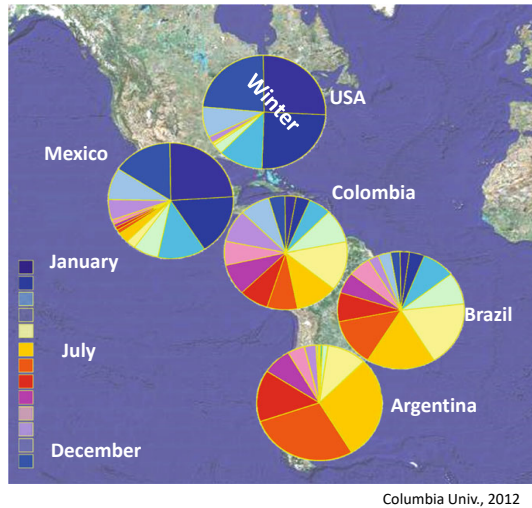 Winter
USA
Mexico
Colombia
January
Brazil
July
Argentina
December
Columbia Univ., 2012